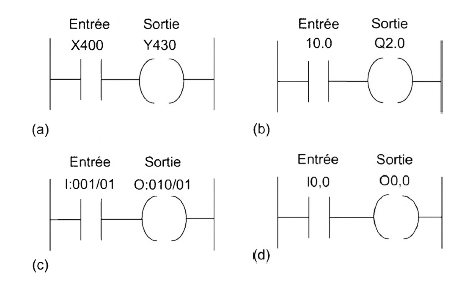 Entrée Sortie
X400 Y430
(a)
Entrée Sortie
10.0 Q2.0
(b)
Entrée Sortie
I:001/01 O:010/01
(c)
Entrée Sortie
I0,0 O0,0
(d)